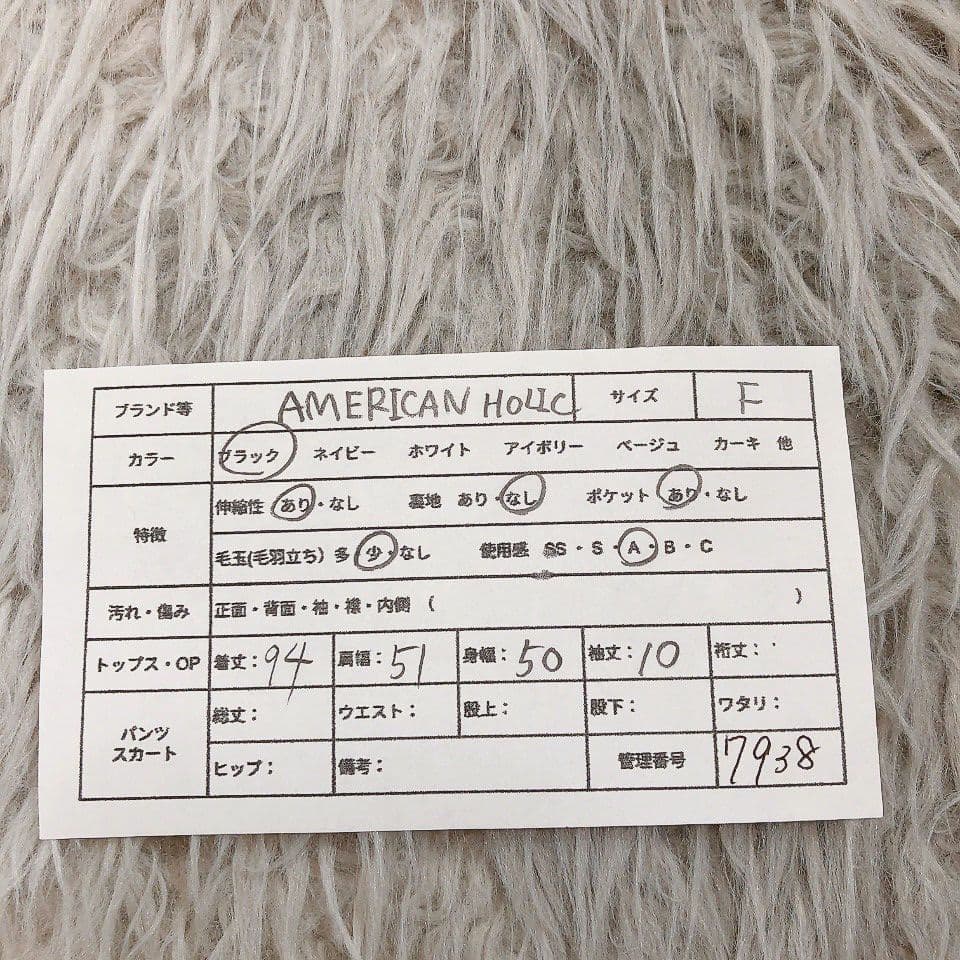 ブランド等 AMERICAN HOLIC サイズ F
カラー ブラック ネイビー ホワイト アイボリー ベージュ カーキ 他
特徴 伸縮性 あり・なし 裏地 あり・なし ポケット あり・なし
毛玉(毛羽立ち) 多・少・なし 使用感 SS・S・A・B・C
汚れ・傷み 正面・背面・袖・襟・内側 ( )
トップス・OP 着丈:94 肩幅:51 身幅:50 袖丈:10 裄丈:
パンツ スカート 総丈: ウエスト: 股上: 股下: ワタリ:
ヒップ: 備考: 管理番号 7938